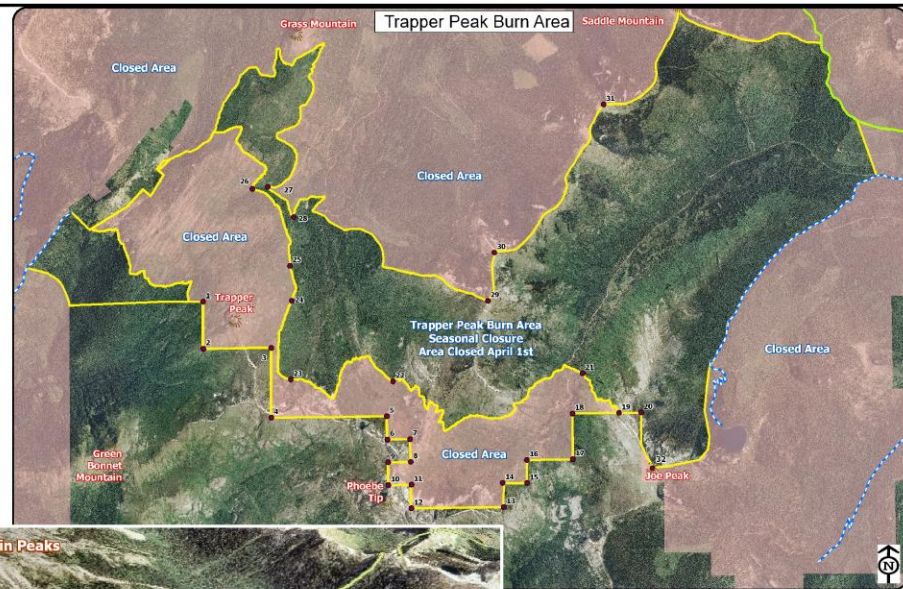 Trapper Peak Burn Area
Grass Mountain
Saddle Mountain
Closed Area
31
Closed Area
26
27
28
Closed Area
30
25
1
Trapper
Peak
24
29
Trapper Peak Burn Area
Seasonal Closure
Area Closed April 1st
2
3
Closed Area
23
22
21
4
5
18
19
20
6
7
Green
Bonnet
Mountain
8
Closed Area
16
17
32
Joe Peak
Phoebe
Tip
10
11
14
15
12
13
in Peaks
N